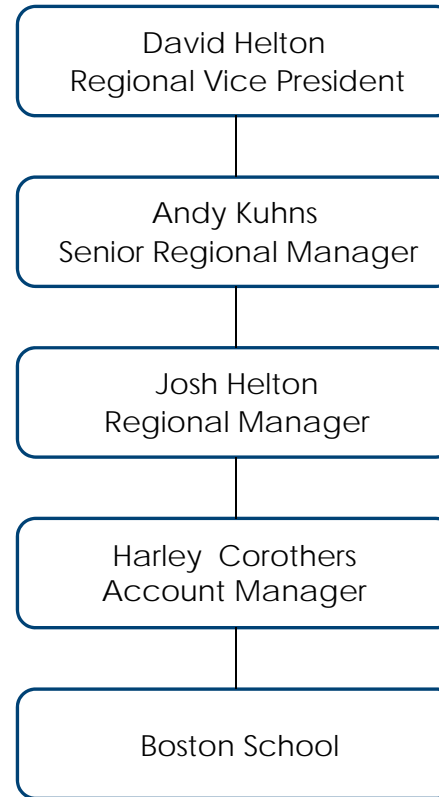 David Helton
Regional Vice President
Andy Kuhns
Senior Regional Manager
Josh Helton
Regional Manager
Harley Corothers
Account Manager
Boston School